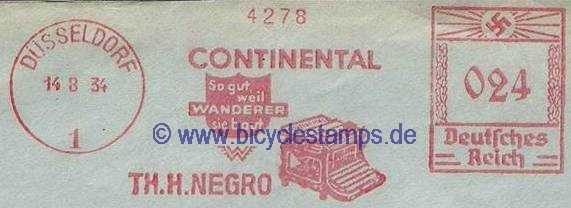 4278
DÜSSELDORF
14 8 34
1
CONTINENTAL
So gut,
weil
WANDERER
sie baut!
TH.H.NEGRO
024
Deutsches
Reich
© www.bicyclestamps.de